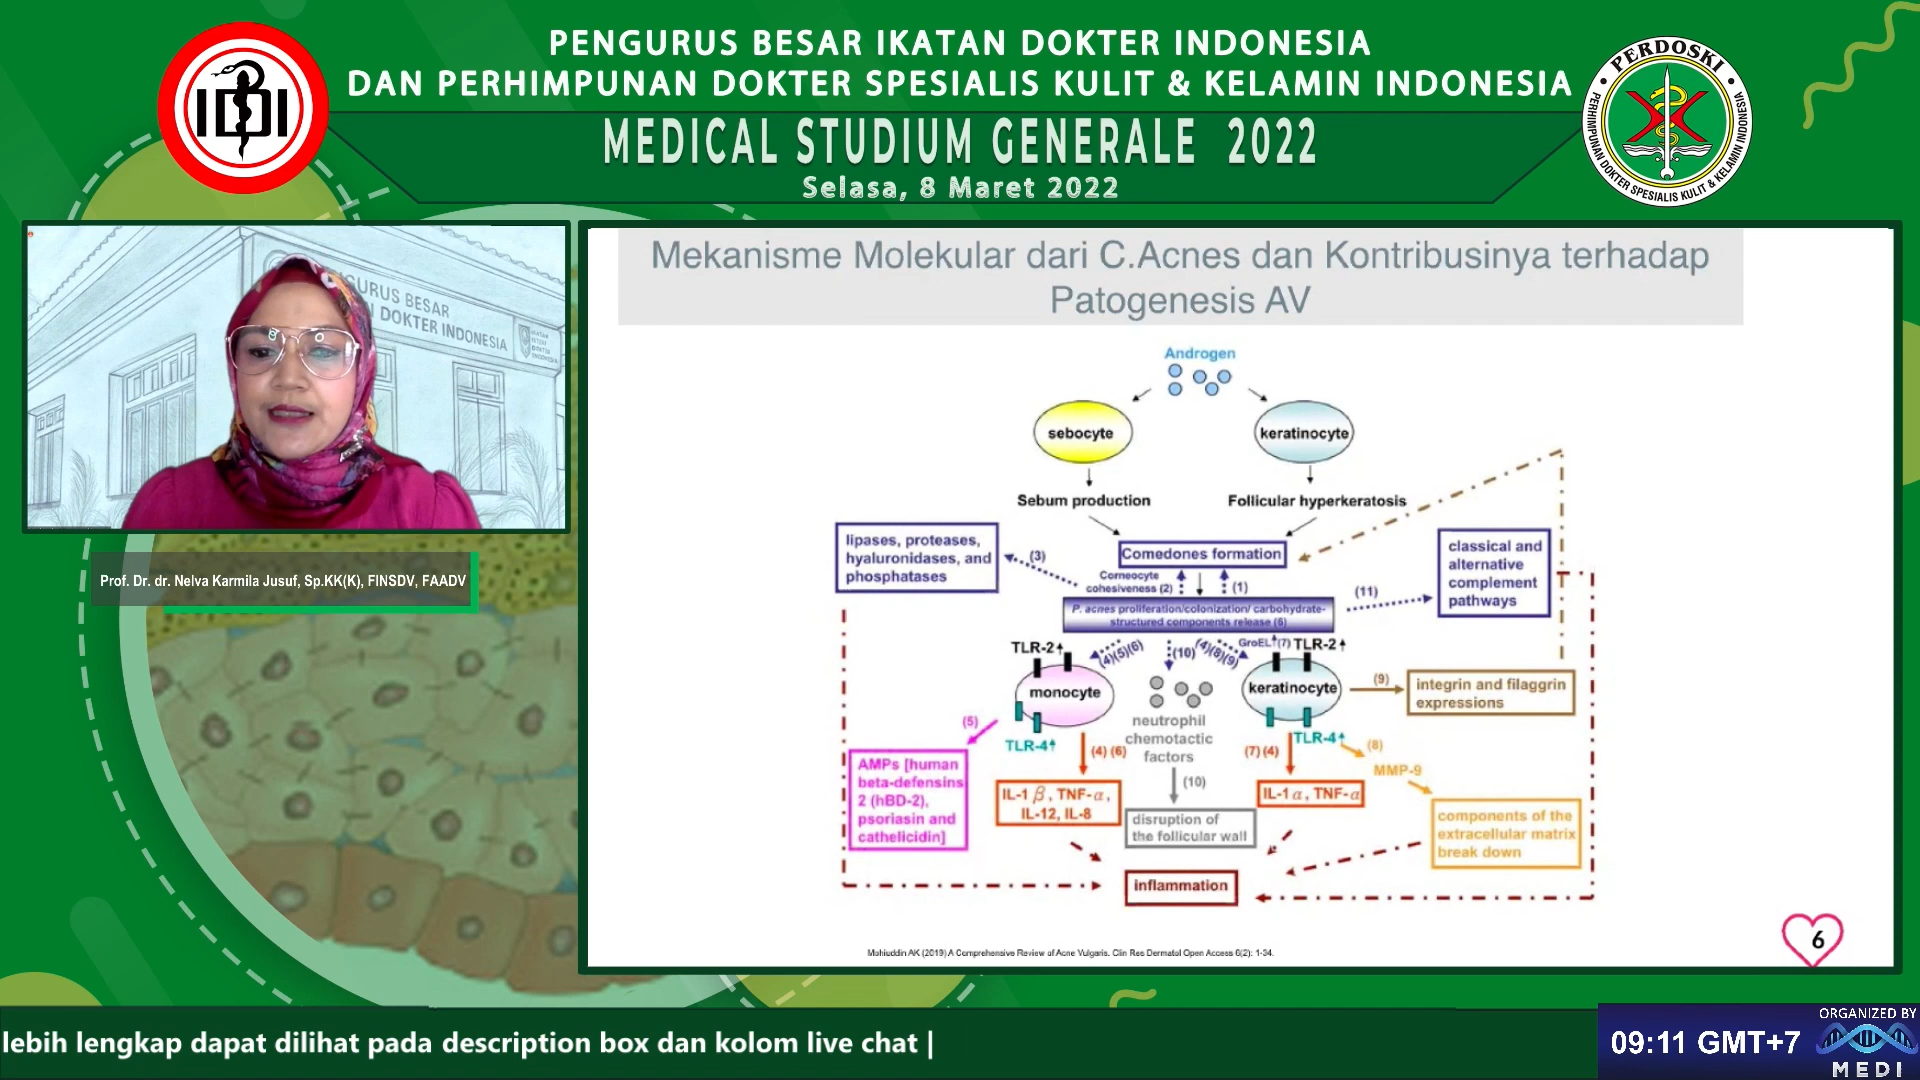 PENGURUS BESAR IKATAN DOKTER INDONESIA
DAN PERHIMPUNAN DOKTER SPESIALIS KULIT & KELAMIN INDONESIA
MEDICAL STUDIUM GENERALE 2022
Selasa, 8 Maret 2022
IDI
PERDOSKI
PERHIMPUNAN DOKTER SPESIALIS KULIT & KELAMIN INDONESIA
GURUS BESAR
N DOKTER INDONESIA
Prof. Dr. dr. Nelva Karmila Jusuf, Sp.KK(K), FINSDV, FAADV
Mekanisme Molekular dari C.Acnes dan Kontribusinya terhadap
Patogenesis AV
Androgen
sebocyte
keratinocyte
Sebum production
Follicular hyperkeratosis
lipases, proteases,
hyaluronidases, and
phosphatases
(3)
Comedones formation
Corneocyte
cohesiveness (2)
(1)
classical and
alternative
complement
pathways
(11)
P. acnes proliferation/colonization/ carbohydrate-
structured components release (6)
TLR-2
(4)(5)(6)
(10)
(4)(8)(9)
GroEL (7) TLR-2
monocyte
keratinocyte
(9)
integrin and filaggrin
expressions
neutrophil
chemotactic
factors
(5)
TLR-4
(4) (6)
(7) (4)
TLR-4
(8)
MMP-9
AMPs [human
beta-defensins
2 (hBD-2),
psoriasin and
cathelicidin]
IL-1 β, TNF-α,
IL-12, IL-8
(10)
IL-1 α, TNF-α
disruption of
the follicular wall
components of the
extracellular matrix
break down
inflammation
6
Mohiuddin AK (2019) A Comprehensive Review of Acne Vulgaris. Clin Res Dermatol Open Access 6(2): 1-34.
lebih lengkap dapat dilihat pada description box dan kolom live chat |
09:11 GMT+7
ORGANIZED BY
MEDI